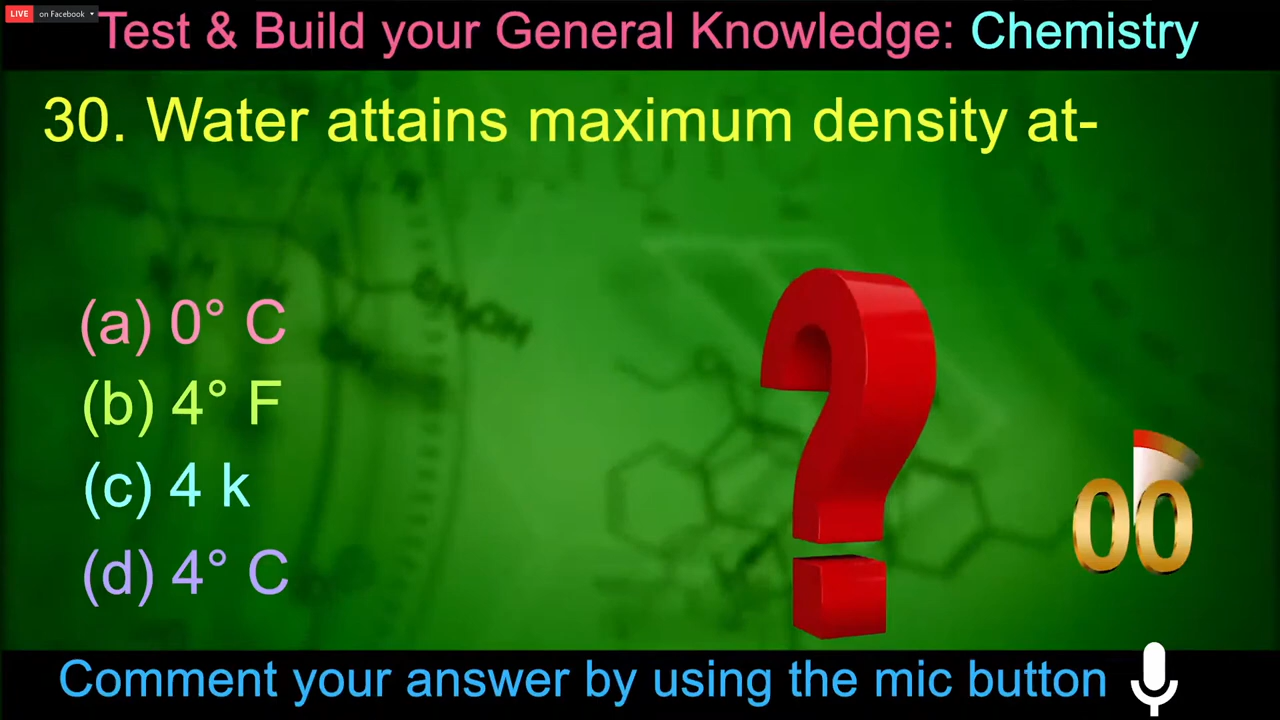 LIVE on Facebook
Test & Build your General Knowledge: Chemistry
30. Water attains maximum density at-
(a) 0° C
(b) 4° F
(c) 4 k
(d) 4° C
00
Comment your answer by using the mic button